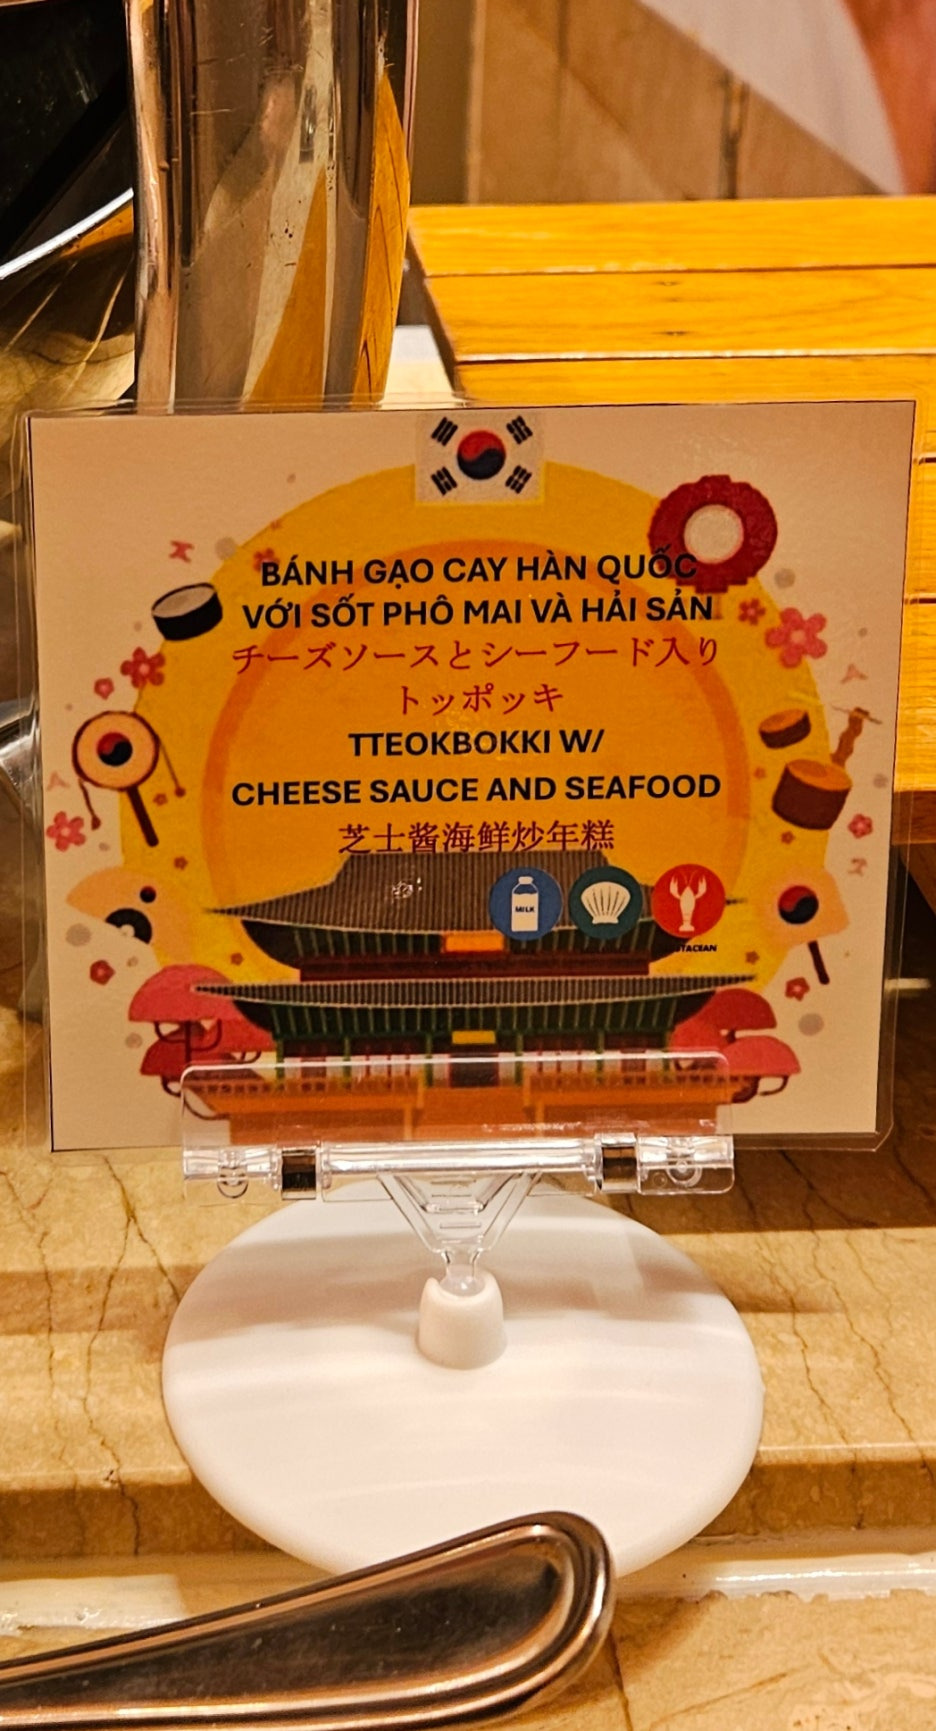 BÁNH GẠO CAY HÀN QUỐC
VỚI SỐT PHÔ MAI VÀ HẢI SẢN
チーズソースとシーフード入り
トッポッキ
TTEOKBOKKI W/
CHEESE SAUCE AND SEAFOOD
芝士酱海鲜炒年糕
MILK